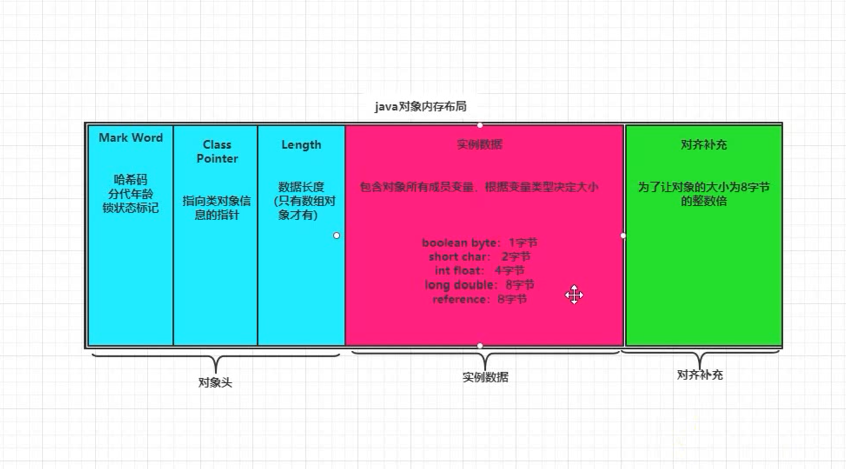 java对象内存布局
Mark Word
哈希码
分代年龄
锁状态标记
Class
Pointer
指向类对象信
息的指针
Length
数据长度
(只有数组对
象才有)
实例数据
包含对象所有成员变量，根据变量类型决定大小
boolean byte：1字节
short char： 2字节
int float： 4字节
long double：8字节
reference：8字节
对齐补充
为了让对象的大小为8字节
的整数倍
对象头
实例数据
对齐补充